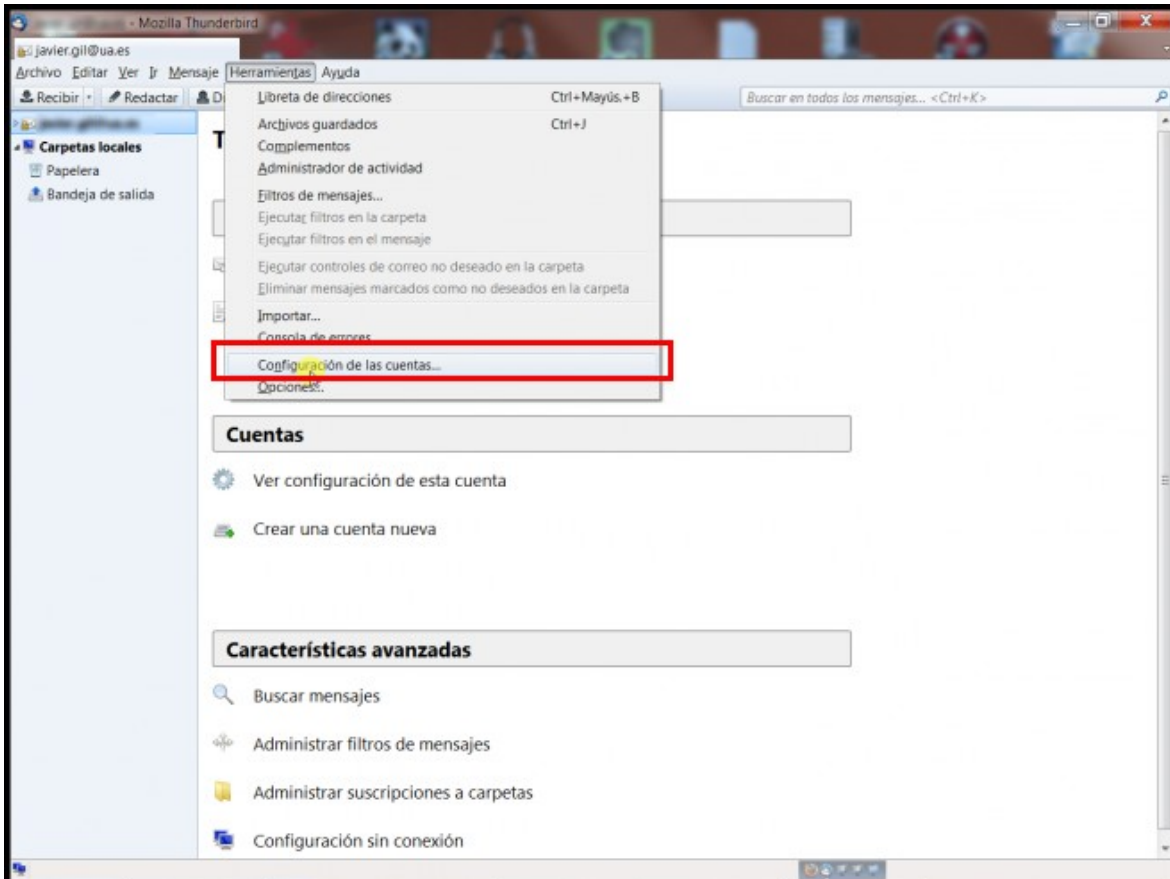 - Mozilla Thunderbird
javier.gil@ua.es
Archivo Editar Ver Ir Mensaje Herramientas Ayuda
Recibir Redactar Di
Buscar en todos los mensajes... <Ctrl+K>
Libreta de direcciones Ctrl+Mayús.+B
Archivos guardados Ctrl+J
Complementos
Administrador de actividad
Filtros de mensajes...
Ejecutar filtros en la carpeta
Ejecutar filtros en el mensaje
Ejecutar controles de correo no deseado en la carpeta
Eliminar mensajes marcados como no deseados en la carpeta
Importar...
Consola de errores
Configuración de las cuentas...
Opciones...
Carpetas locales
Papelera
Bandeja de salida
T
Cuentas
Ver configuración de esta cuenta
Crear una cuenta nueva
Características avanzadas
Buscar mensajes
Administrar filtros de mensajes
Administrar suscripciones a carpetas
Configuración sin conexión